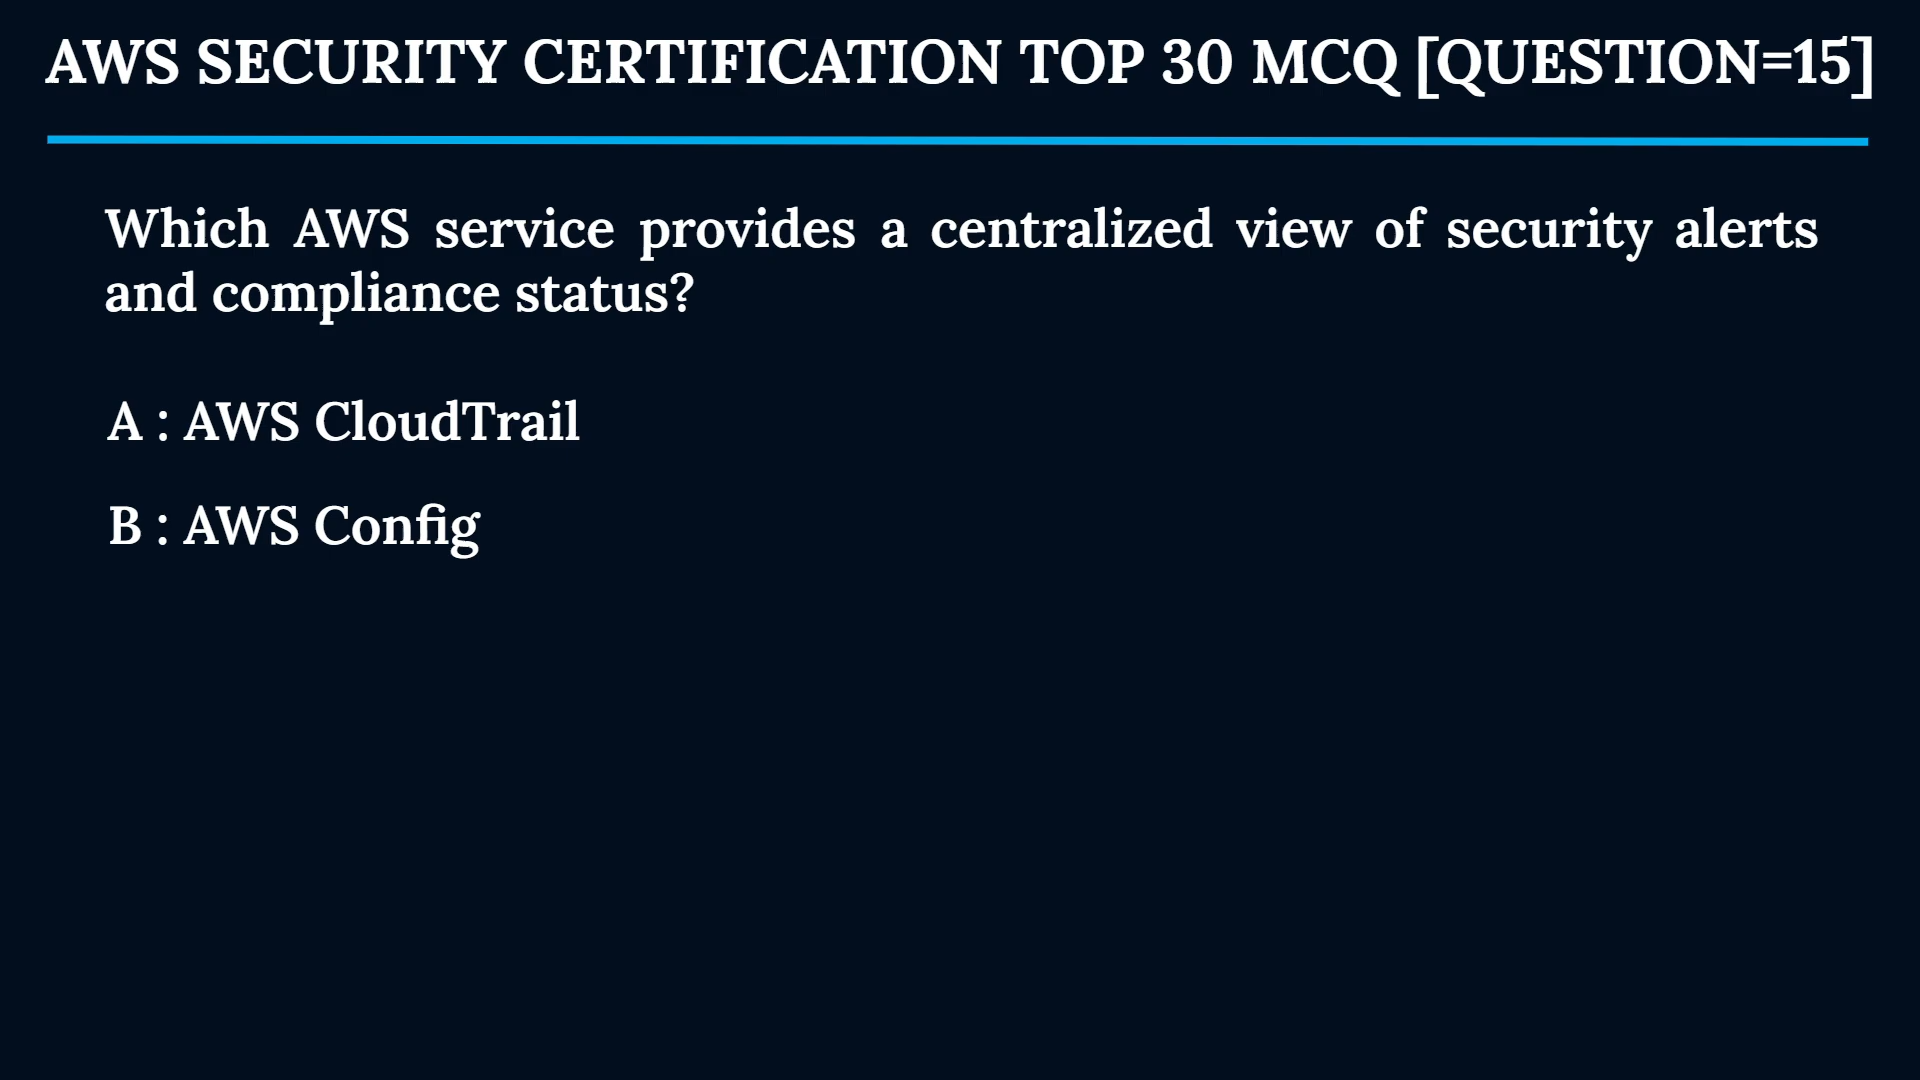 AWS SECURITY CERTIFICATION TOP 30 MCQ [QUESTION=15]
Which AWS service provides a centralized view of security alerts
and compliance status?
A : AWS CloudTrail
B : AWS Config